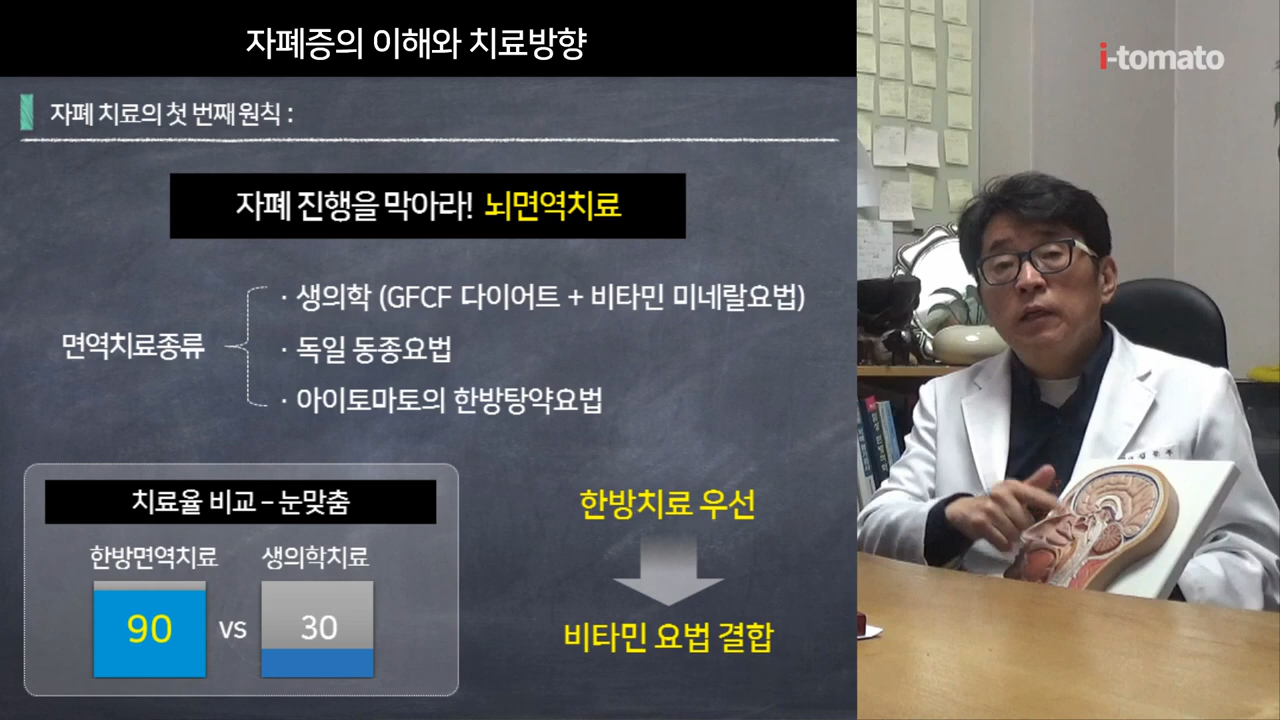 자폐증의 이해와 치료방향
i-tomato
자폐 치료의 첫 번째 원칙 :
자폐 진행을 막아라! 뇌면역치료
면역치료종류
· 생의학 (GFCF 다이어트 + 비타민 미네랄요법)
· 독일 동종요법
· 아이토마토의 한방탕약요법
치료율 비교 – 눈맞춤
한방면역치료 생의학치료
90 vs 30
한방치료 우선
비타민 요법 결합